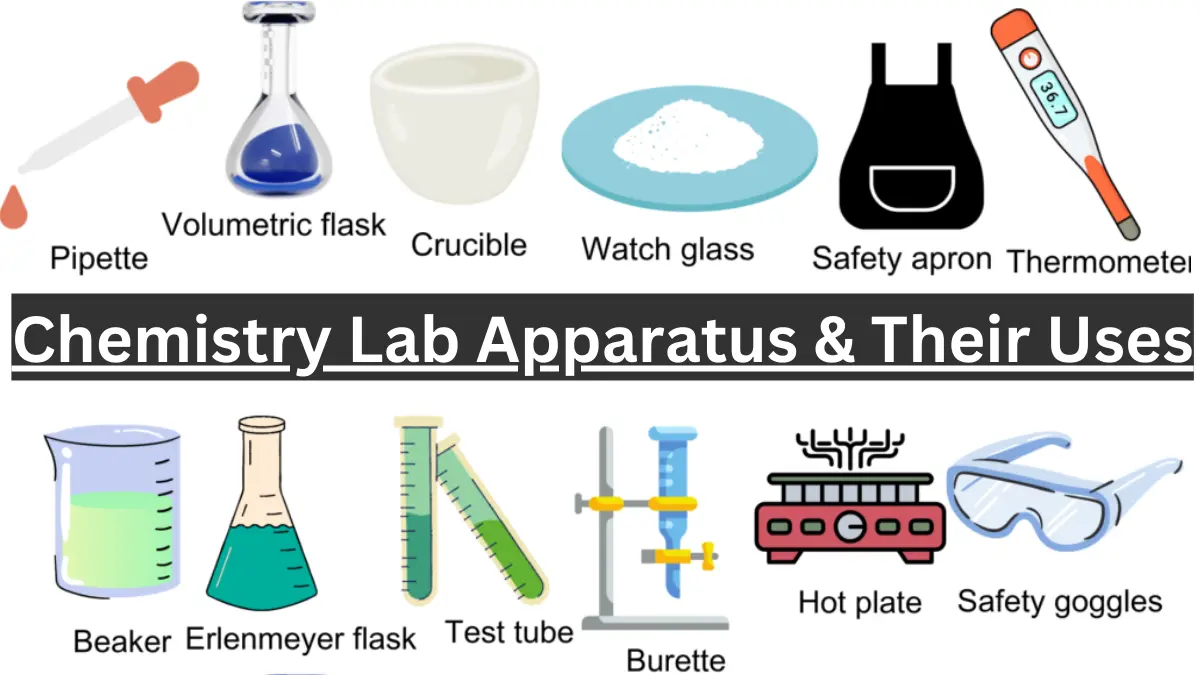 36.7
Pipette
Volumetric flask
Crucible
Watch glass
Safety apron
Thermometer
Chemistry Lab Apparatus & Their Uses
Beaker
Erlenmeyer flask
Test tube
Burette
Hot plate
Safety goggles